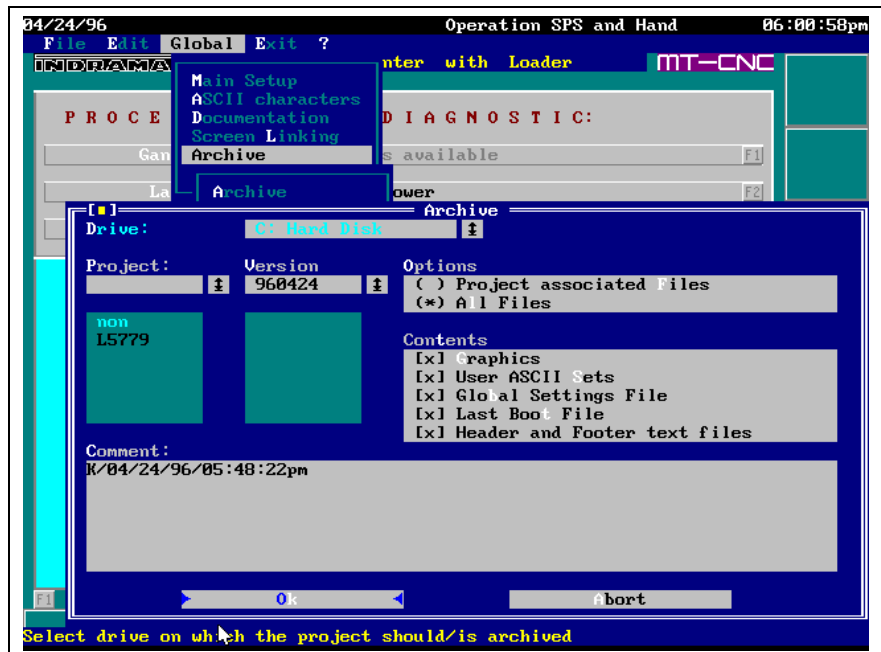 04/24/96 Operation SPS and Hand 06:00:58pm
File Edit Global Exit ?
INDRAMA nter with Loader MT-CNC
Main Setup
ASCII characters
P R O C E Documentation D I A G N O S T I C:
Screen Linking
Gan Archive s available F1
La Archive ower F2
[■] Archive
Drive: C: Hard Disk
Project: Version Options
960424 ( ) Project associated Files
(*) All Files
non
L5779 Contents
[x] Graphics
[x] User ASCII Sets
[x] Global Settings File
[x] Last Boot File
[x] Header and Footer text files
Comment:
K/04/24/96/05:48:22pm
F1 Ok Abort
Select drive on which the project should/is archived